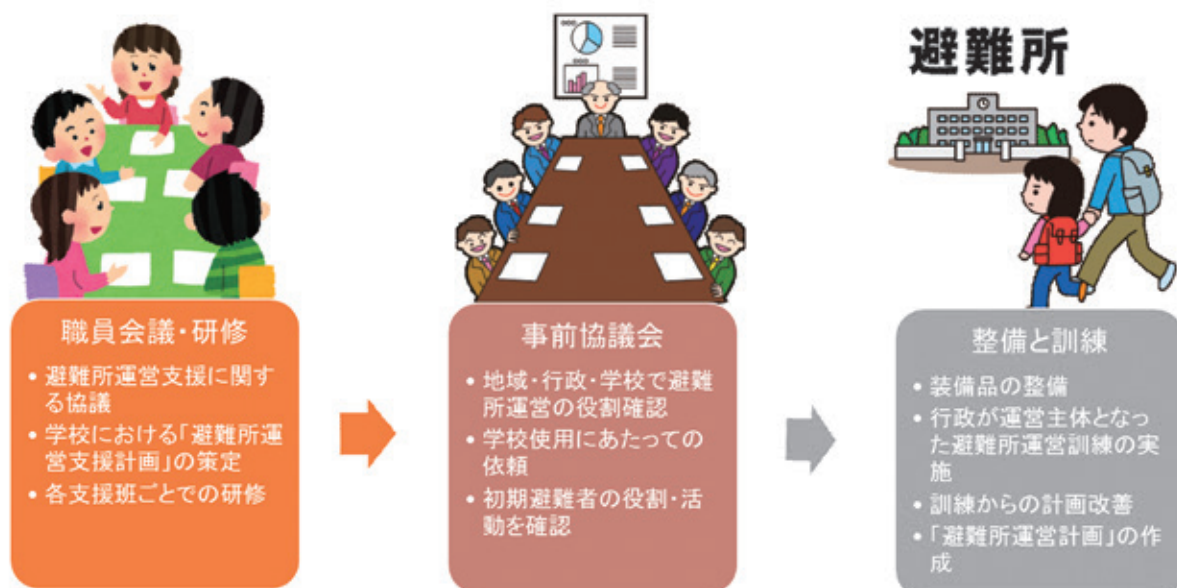 避難所
職員会議・研修
• 避難所運営支援に関す
る協議
• 学校における「避難所運
営支援計画」の策定
• 各支援班ごとでの研修
事前協議会
• 地域・行政・学校で避難
所運営の役割確認
• 学校使用にあたっての
依頼
• 初期避難者の役割・活
動を確認
整備と訓練
• 装備品の整備
• 行政が運営主体となっ
た避難所運営訓練の実
施
• 訓練からの計画改善
• 「避難所運営計画」の作
成